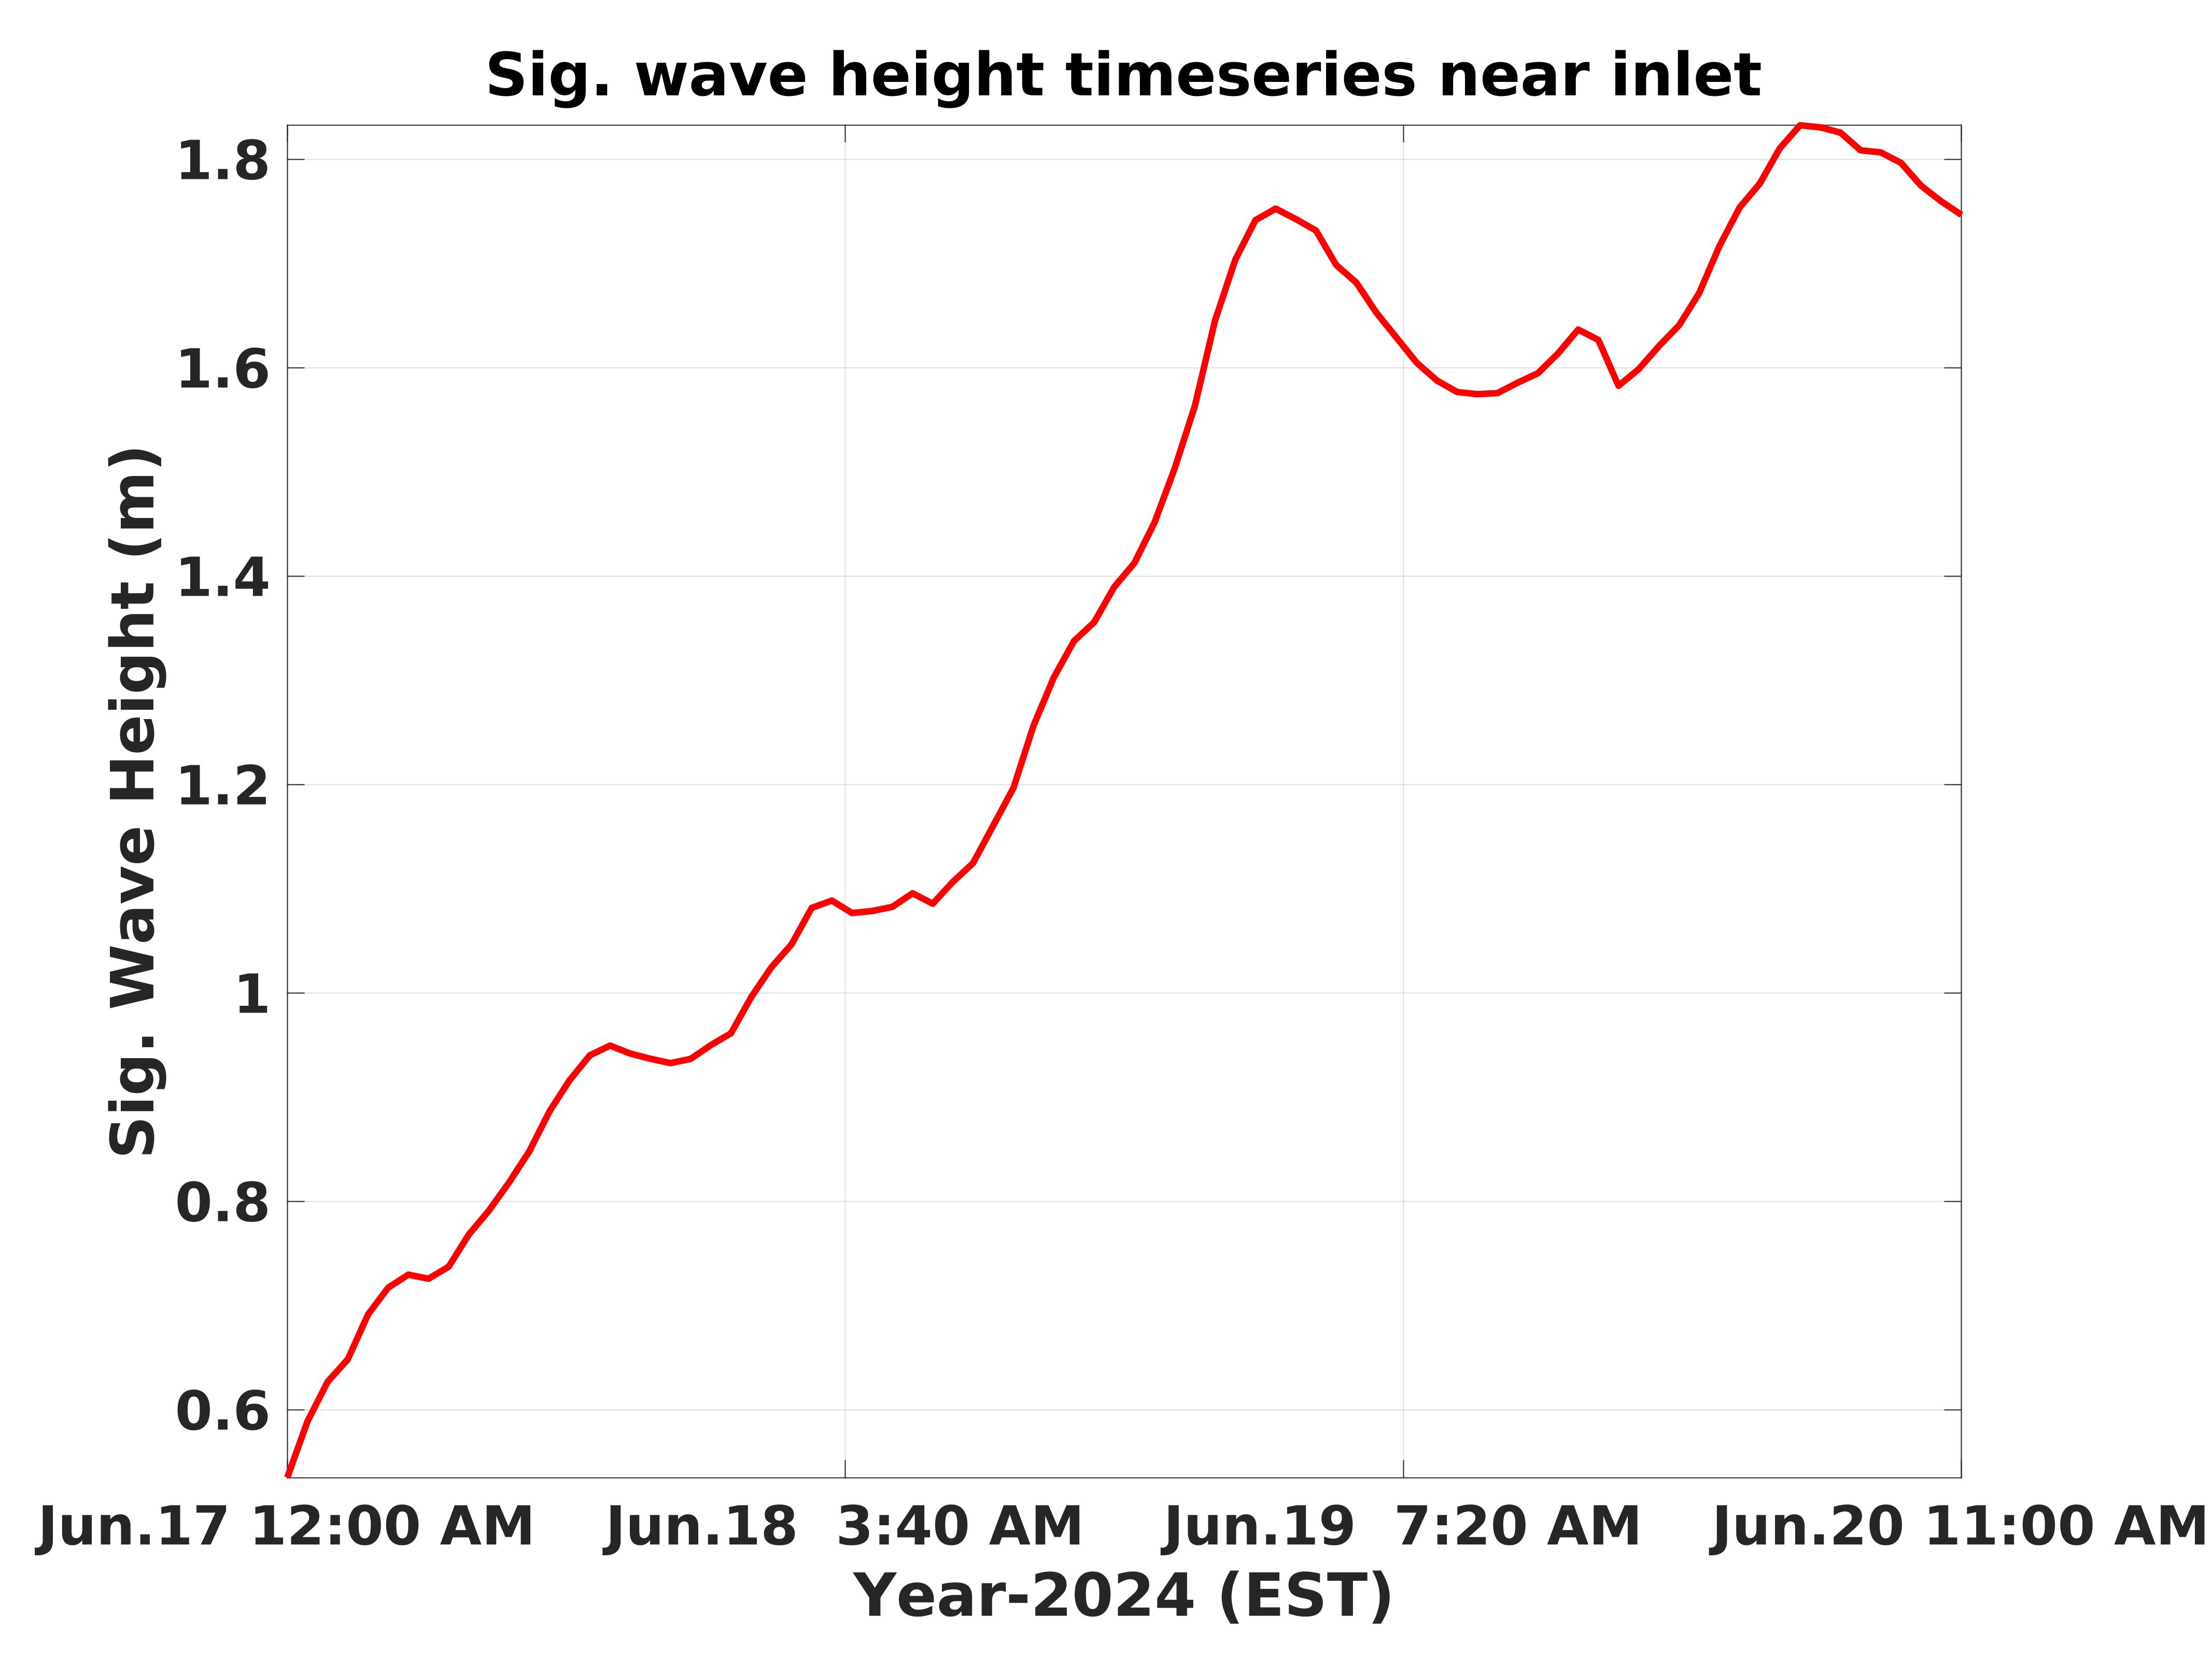 Sig. wave height timeseries near inlet
Sig. Wave Height (m)
1.8
1.6
1.4
1.2
1
0.8
0.6
Jun.17 12:00 AM Jun.18 3:40 AM Jun.19 7:20 AM Jun.20 11:00 AM
Year-2024 (EST)